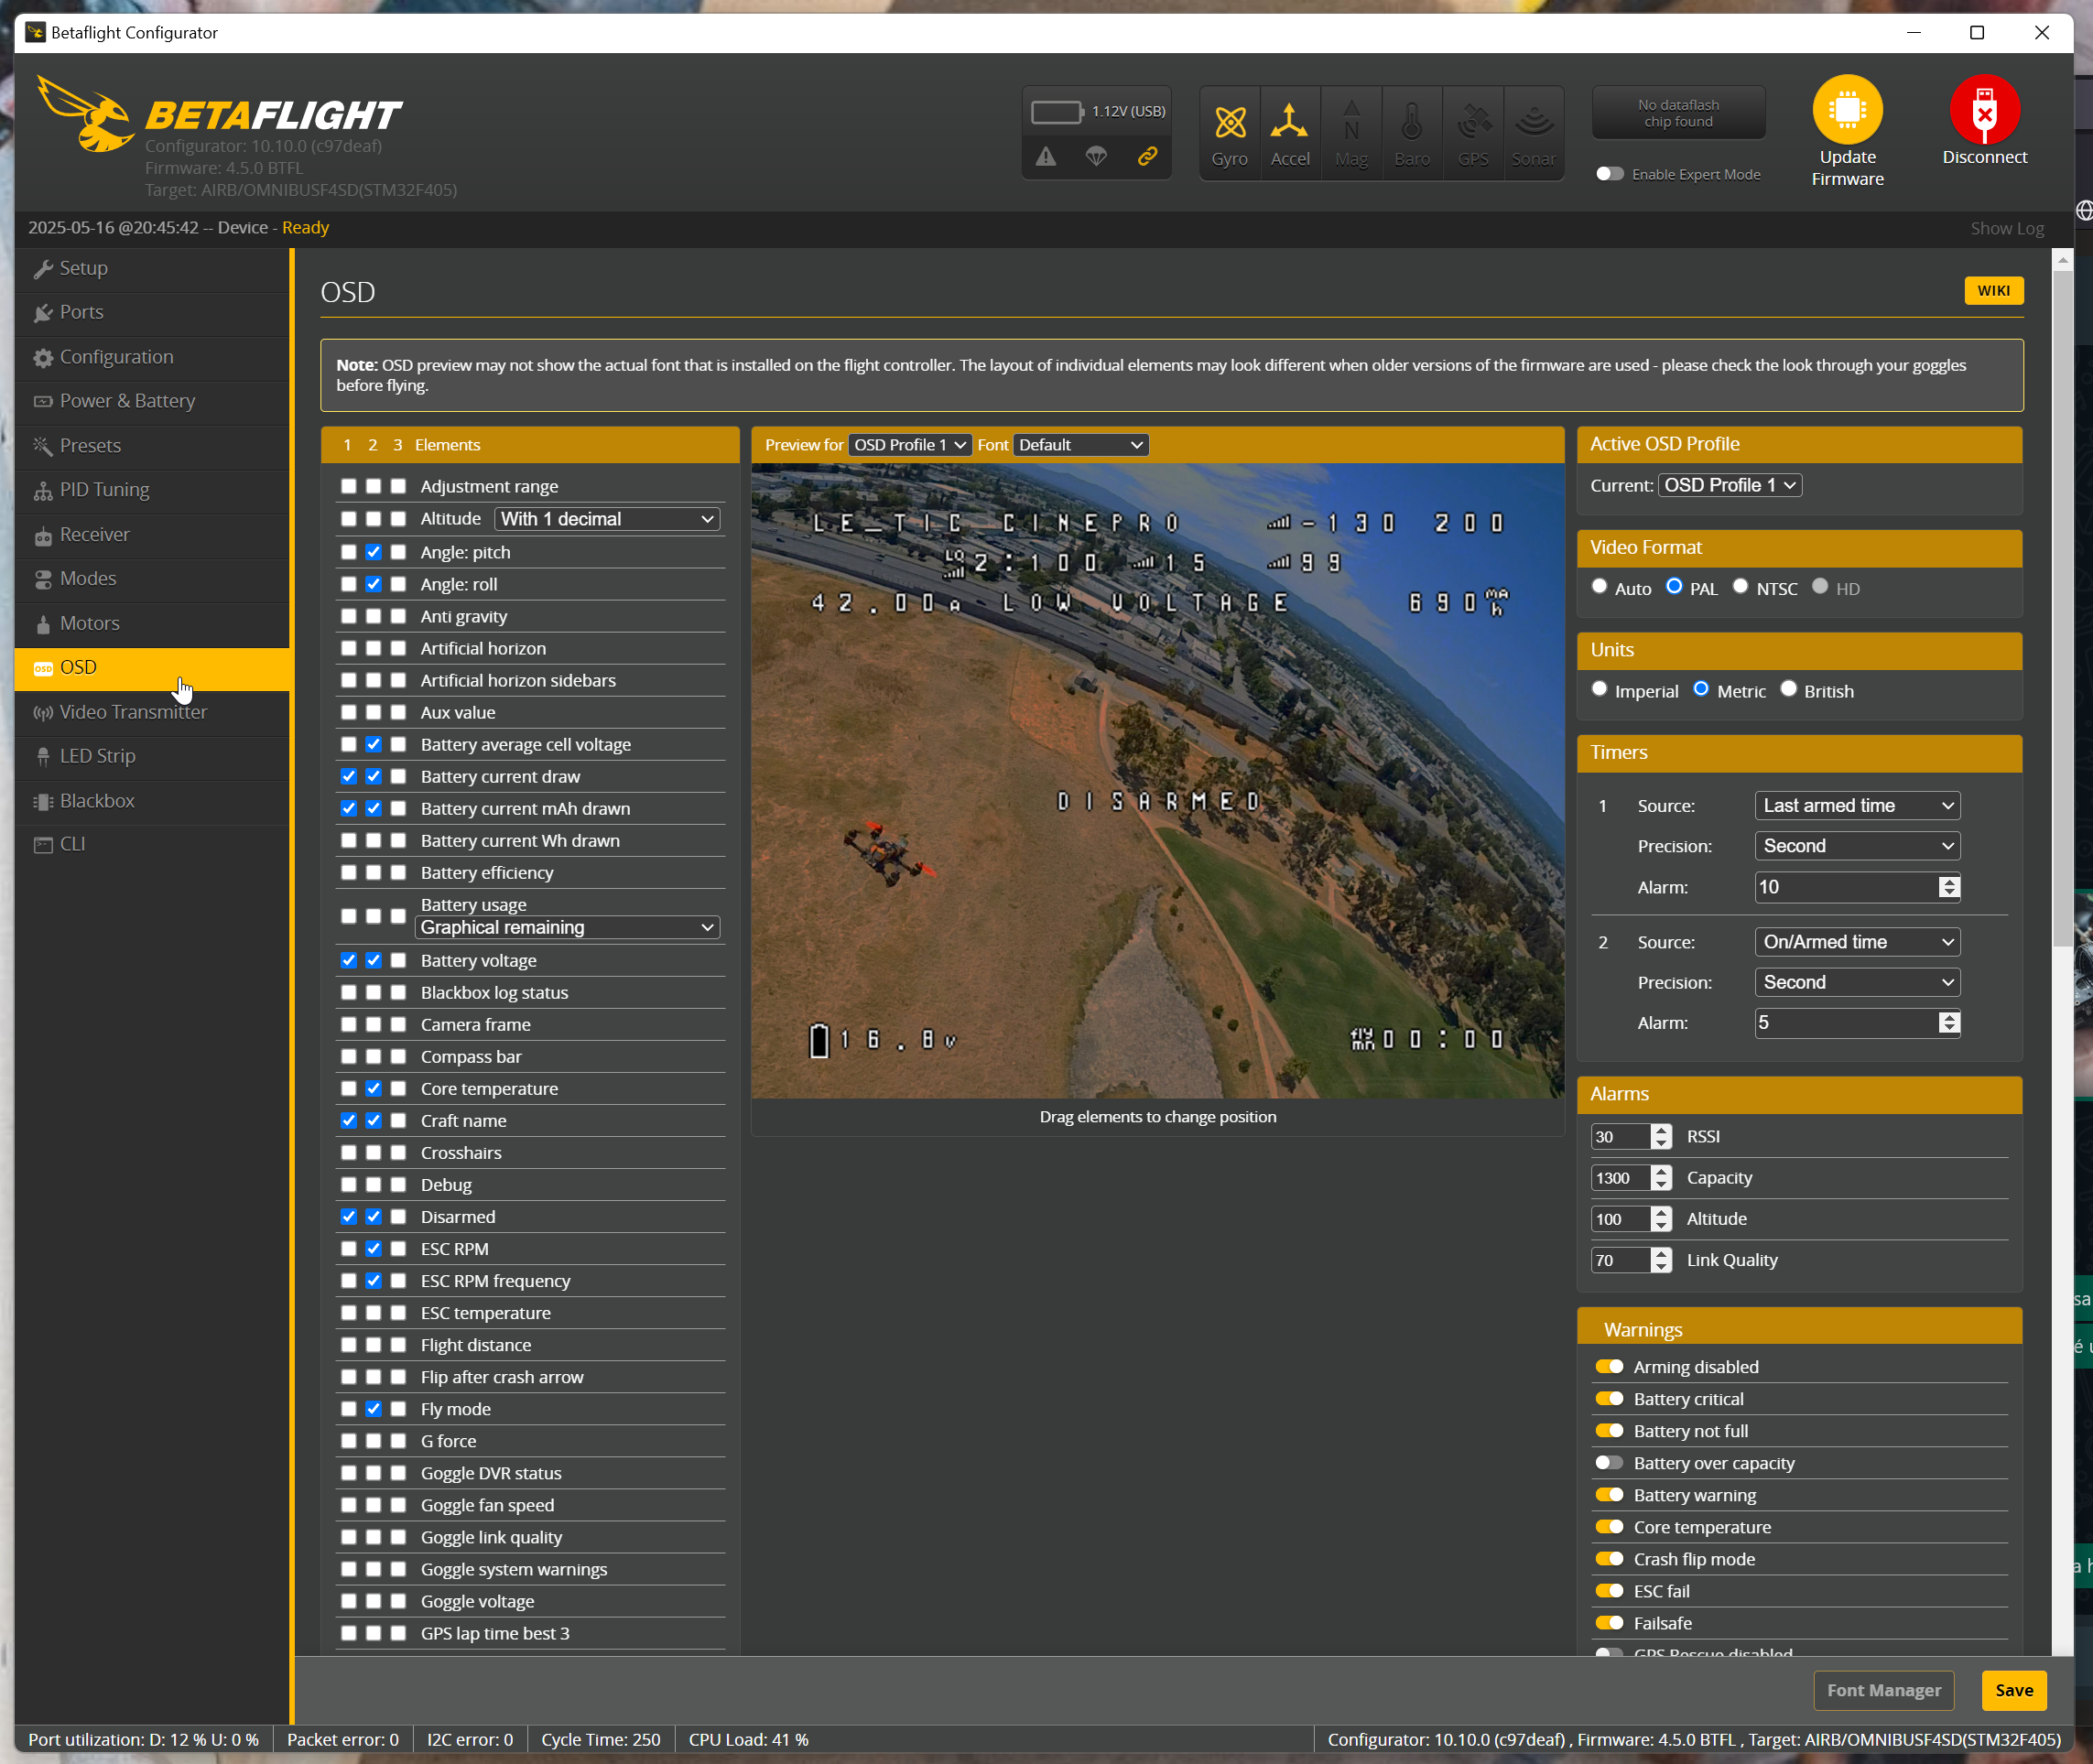 Betaflight Configurator
BETAFLIGHT
Configurator: 10.10.0 (c97deaf)
Firmware: 4.5.0 BTFL
Target: AIRB/OMNIBUSF4SD(STM32F405)
1.12V (USB)
Gyro
Accel
Mag
Baro
GPS
Sonar
No dataflash
chip found
Enable Expert Mode
Update
Firmware
Disconnect
2025-05-16 @20:45:42 -- Device - Ready
Show Log
Setup
Ports
Configuration
Power & Battery
Presets
PID Tuning
Receiver
Modes
Motors
OSD
Video Transmitter
LED Strip
Blackbox
CLI
OSD
WIKI
Note: OSD preview may not show the actual font that is installed on the flight controller. The layout of individual elements may look different when older versions of the firmware are used - please check the look through your goggles
before flying.
1 2 3 Elements
Adjustment range
Altitude With 1 decimal
Angle: pitch
Angle: roll
Anti gravity
Artificial horizon
Artificial horizon sidebars
Aux value
Battery average cell voltage
Battery current draw
Battery current mAh drawn
Battery current Wh drawn
Battery efficiency
Battery usage
Graphical remaining
Battery voltage
Blackbox log status
Camera frame
Compass bar
Core temperature
Craft name
Crosshairs
Debug
Disarmed
ESC RPM
ESC RPM frequency
ESC temperature
Flight distance
Flip after crash arrow
Fly mode
G force
Goggle DVR status
Goggle fan speed
Goggle link quality
Goggle system warnings
Goggle voltage
GPS lap time best 3
Preview for OSD Profile 1 Font Default
LE_TIC CINEPRO -130 200
LQ 2:100 15 99
42.00A LOW VOLTAGE 690 MAh
DISARMED
16.8V fly mn 00:00
Drag elements to change position
Active OSD Profile
Current: OSD Profile 1
Video Format
Auto PAL NTSC HD
Units
Imperial Metric British
Timers
1 Source: Last armed time
Precision: Second
Alarm: 10
2 Source: On/Armed time
Precision: Second
Alarm: 5
Alarms
30 RSSI
1300 Capacity
100 Altitude
70 Link Quality
Warnings
Arming disabled
Battery critical
Battery not full
Battery over capacity
Battery warning
Core temperature
Crash flip mode
ESC fail
Failsafe
GPS Rescue disabled
Font Manager
Save
Port utilization: D: 12 % U: 0 %
Packet error: 0
I2C error: 0
Cycle Time: 250
CPU Load: 41 %
Configurator: 10.10.0 (c97deaf) , Firmware: 4.5.0 BTFL , Target: AIRB/OMNIBUSF4SD(STM32F405)